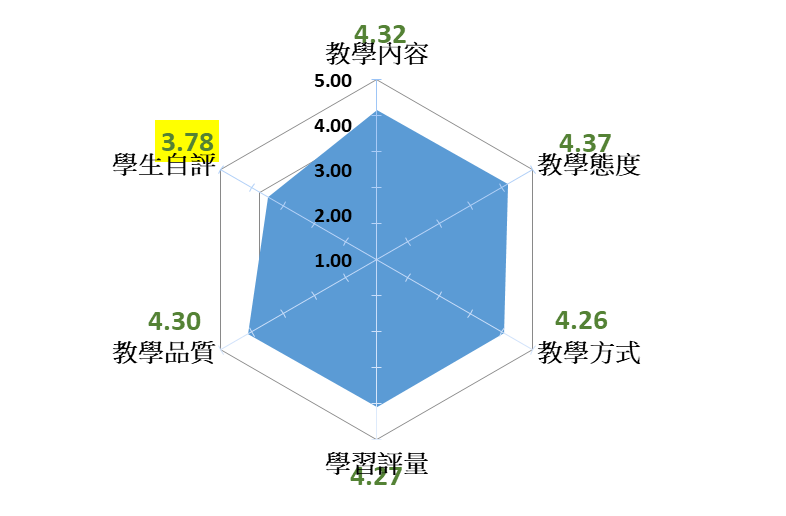 4.32
教學內容
5.00
4.00
3.00
2.00
1.00
3.78
學生自評
4.37
教學態度
4.30
教學品質
4.26
教學方式
學習評量
4.27